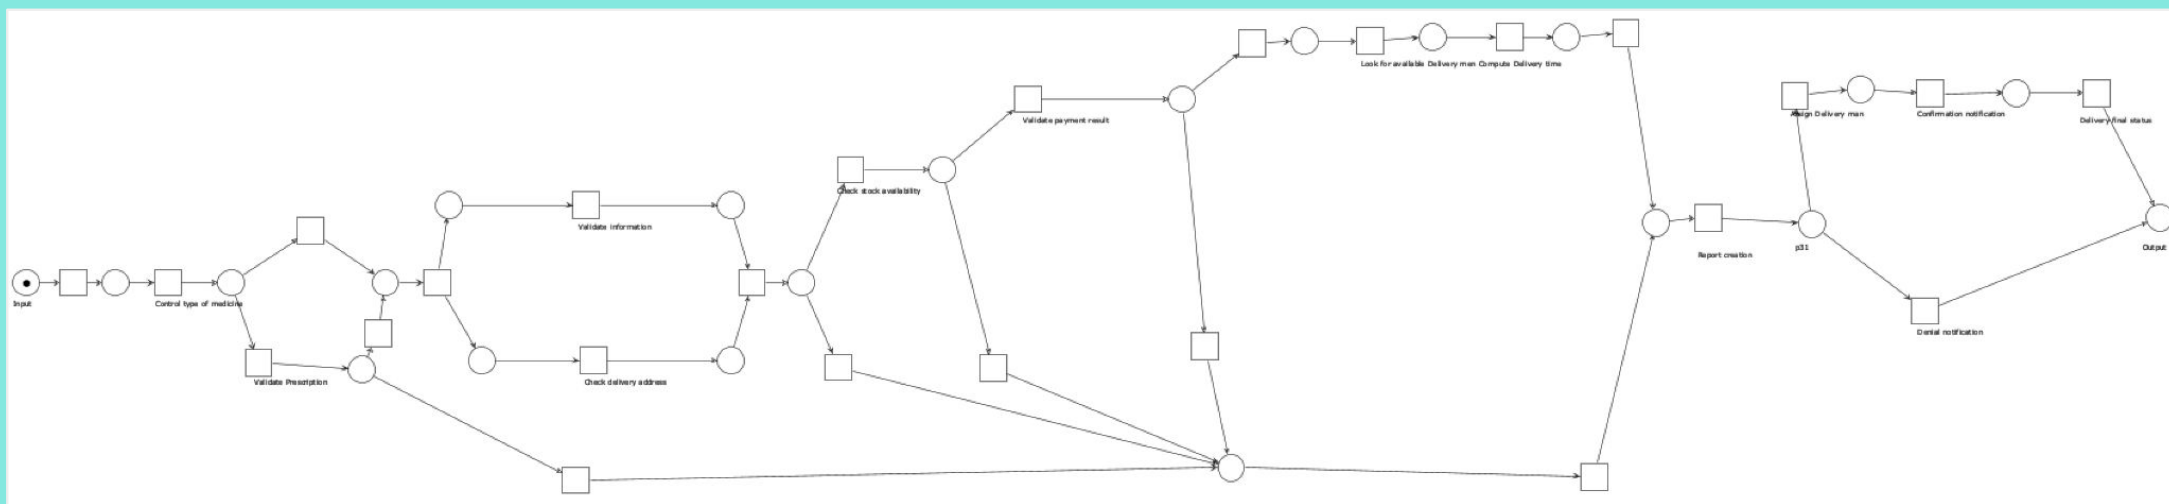 Input
Control type of medicine
Validate Prescription
Validate information
Check delivery address
Check stock availability
Validate payment result
Look for available Delivery man
Compute Delivery time
Report creation
p31
Assign Delivery man
Confirmation notification
Delivery final status
Denial notification
Output